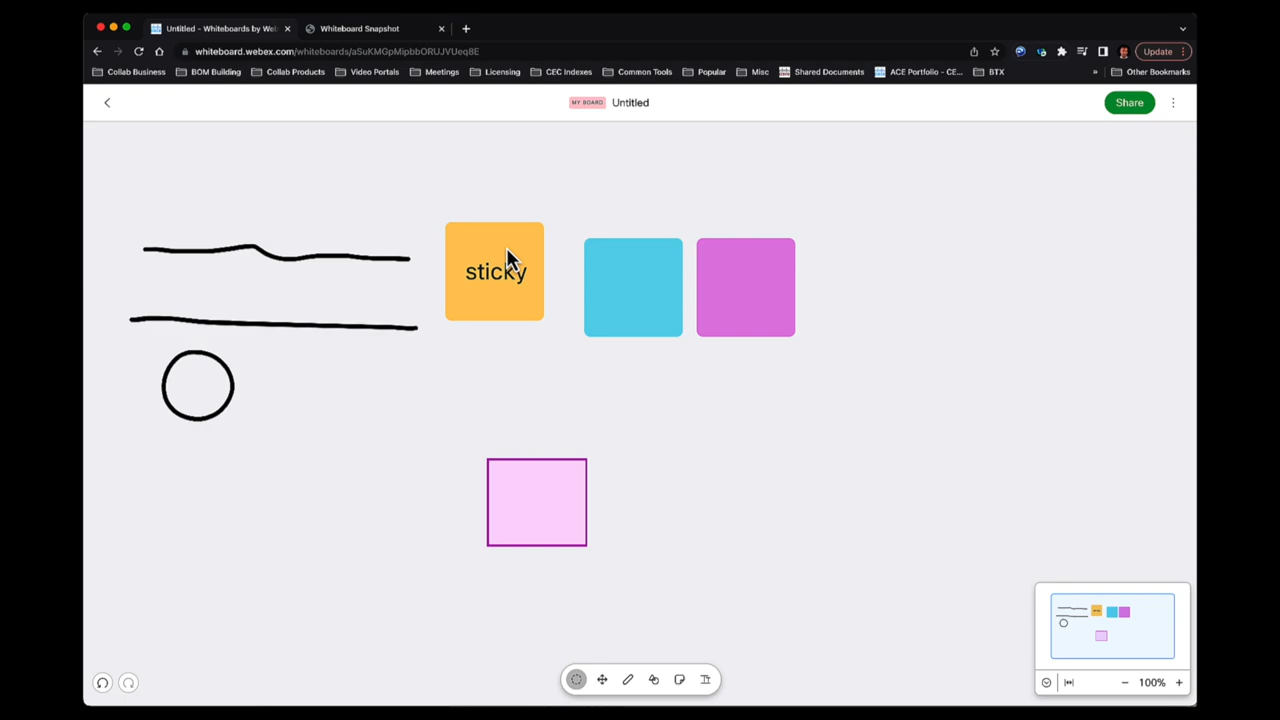 Untitled - Whiteboards by Web
Whiteboard Snapshot
whiteboard.webex.com/whiteboards/aSuKMGpMipbbORUJVUeq8E
Update
Collab Business
BOM Building
Collab Products
Video Portals
Meetings
Licensing
CEC Indexes
Common Tools
Popular
Misc
Shared Documents
ACE Portfolio - CE...
BTX
»
Other Bookmarks
MY BOARD Untitled
Share
sticky
100%